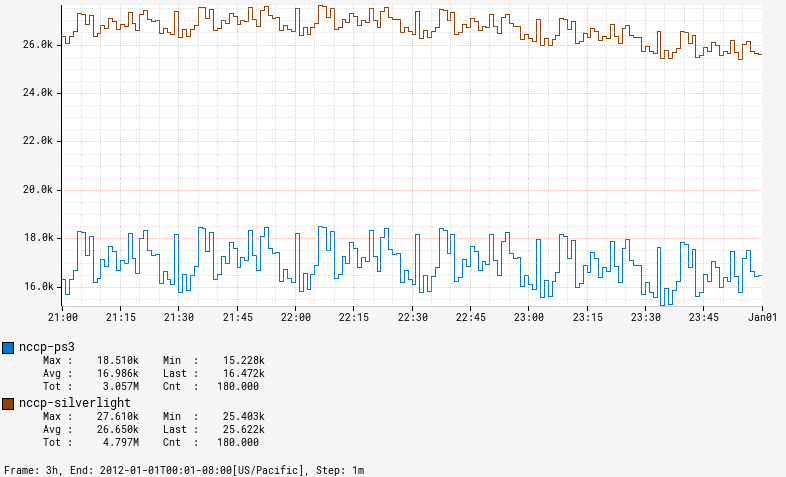 26.0k
24.0k
22.0k
20.0k
18.0k
16.0k
21:00 21:15 21:30 21:45 22:00 22:15 22:30 22:45 23:00 23:15 23:30 23:45 Jan01
nccp-ps3
Max : 18.510k Min : 15.228k
Avg : 16.986k Last : 16.472k
Tot : 3.057M Cnt : 180.000
nccp-silverlight
Max : 27.610k Min : 25.403k
Avg : 26.650k Last : 25.622k
Tot : 4.797M Cnt : 180.000
Frame: 3h, End: 2012-01-01T00:01-08:00[US/Pacific], Step: 1m